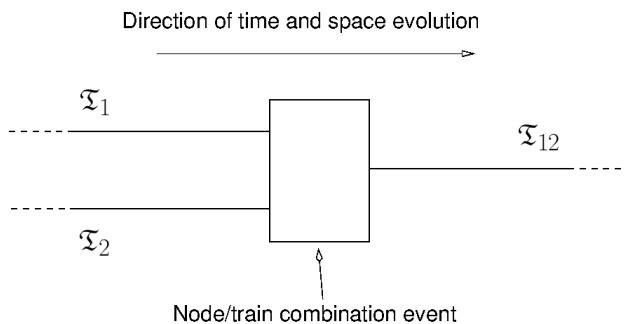 Direction of time and space evolution
𝔗₁
𝔗₁₂
𝔗₂
Node/train combination event